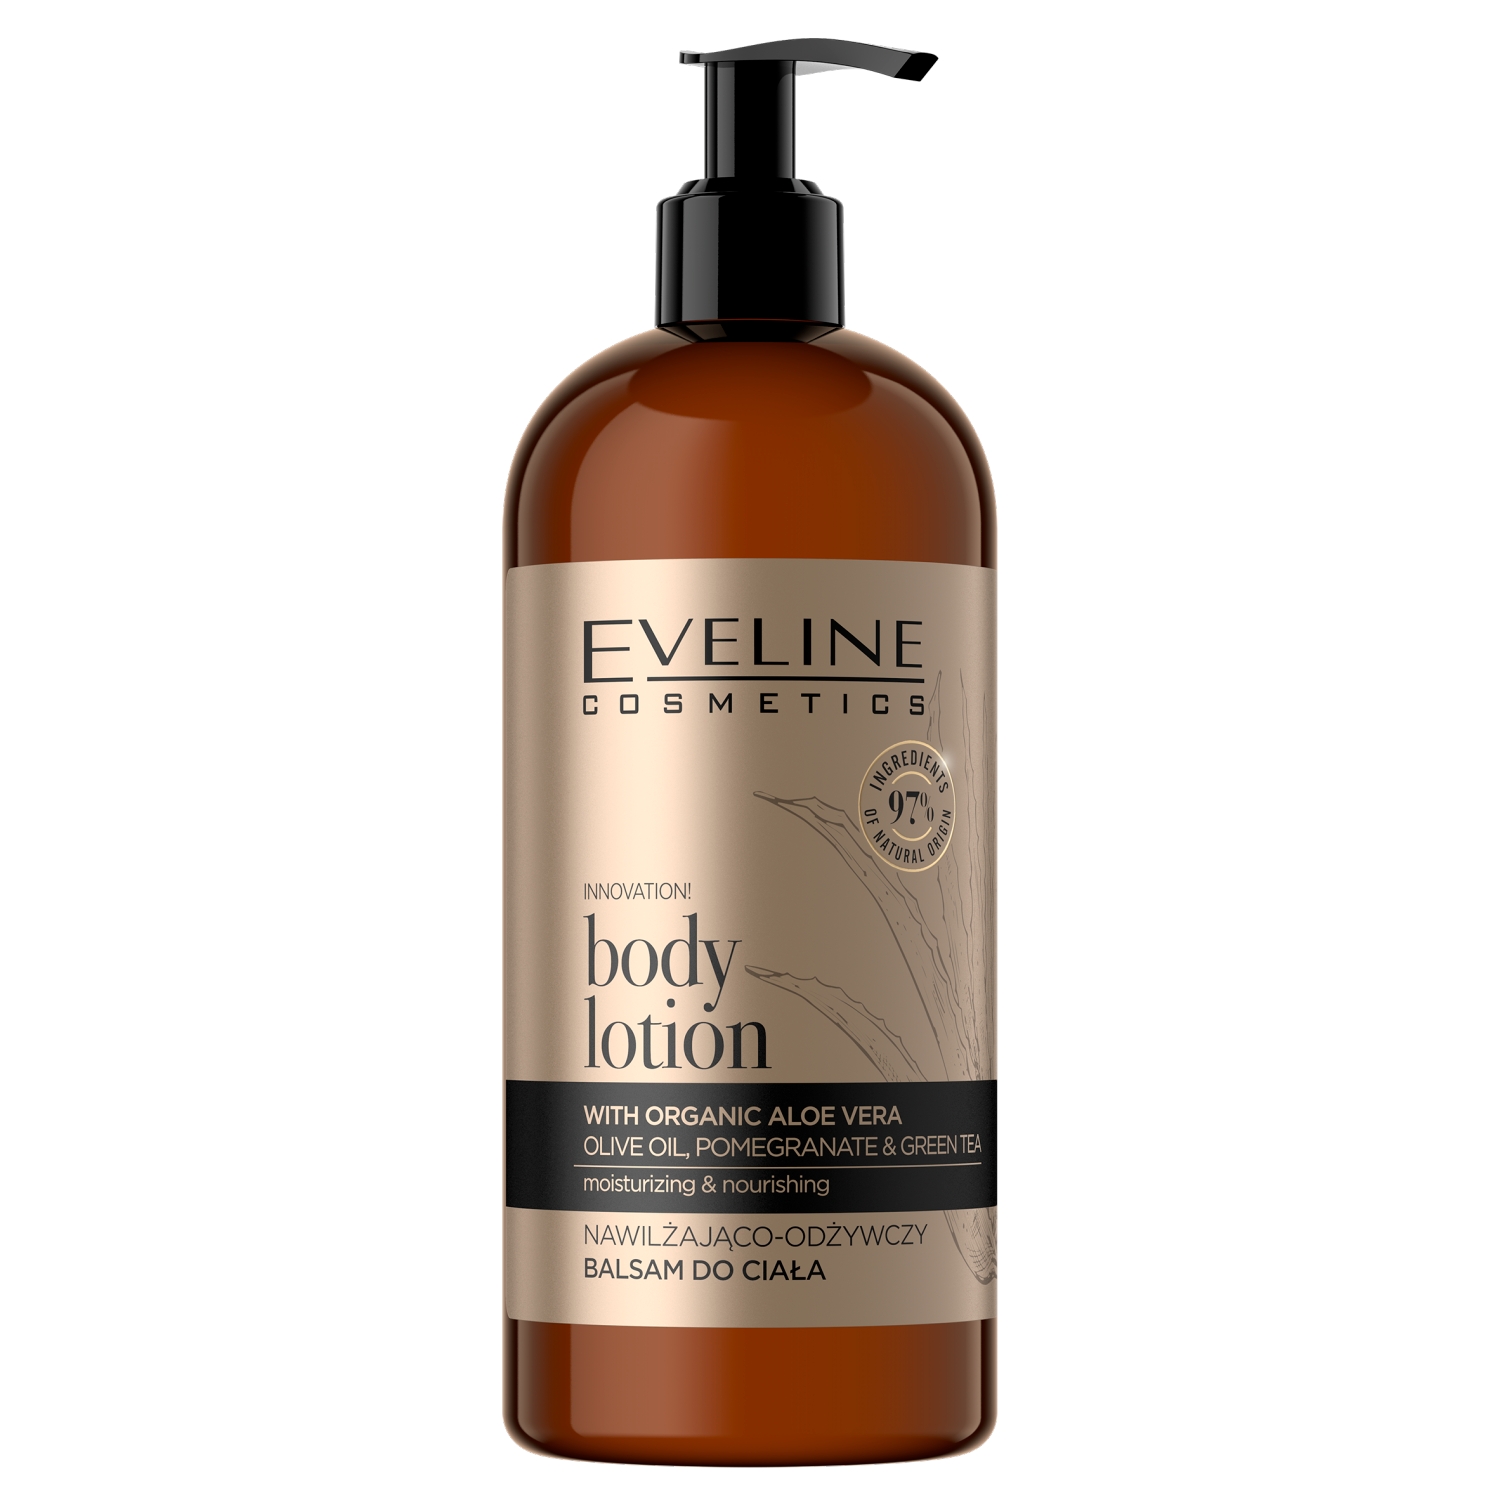 EVELINE
COSMETICS
INGREDIENTS
97%
OF NATURAL ORIGIN
INNOVATION!
body
lotion
WITH ORGANIC ALOE VERA
OLIVE OIL, POMEGRANATE & GREEN TEA
moisturizing & nourishing
NAWILŻAJĄCO-ODŻYWCZY
BALSAM DO CIAŁA